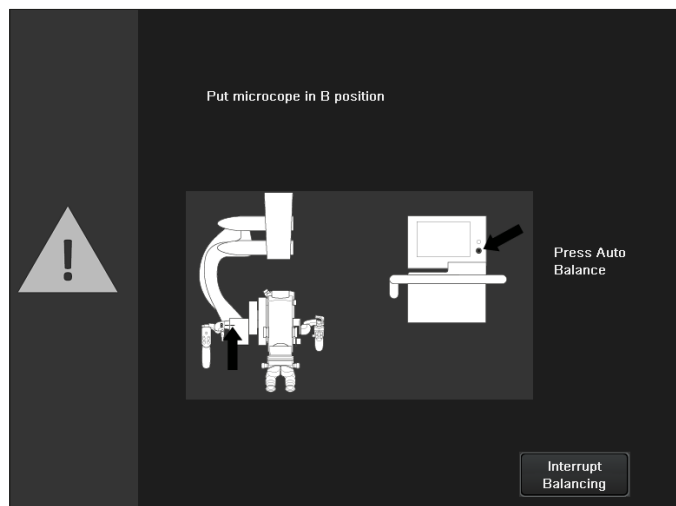 Put microcope in B position
!
Press Auto
Balance
Interrupt
Balancing